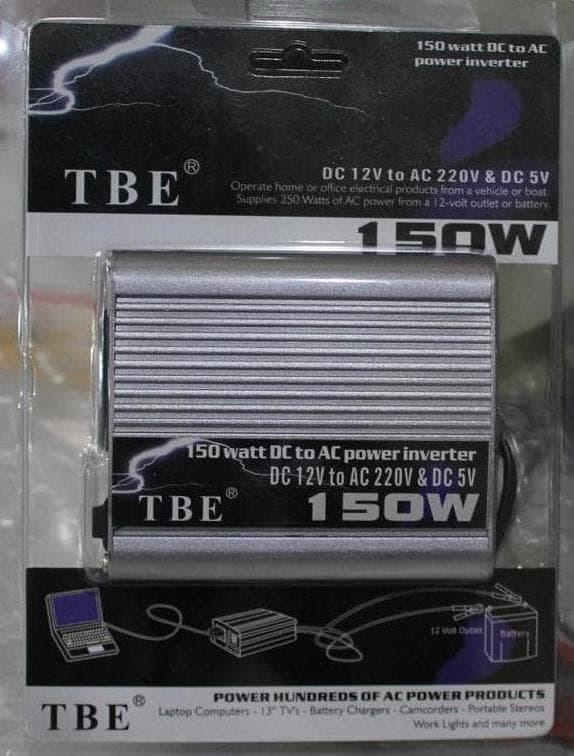 150 watt DC to AC
power inverter
TBE®
DC 12V to AC 220V & DC 5V
Operate home or office electrical products from a vehicle or boat.
Supplies 250 Watts of AC power from a 12-volt outlet or battery.
150W
150 watt DC to AC power inverter
DC 12V to AC 220V & DC 5V
TBE®
150W
12 Volt Outlet
Battery
TBE®
POWER HUNDREDS OF AC POWER PRODUCTS
Laptop Computers - 13" TV's - Battery Chargers - Camcorders - Portable Stereos
Work Lights and many more